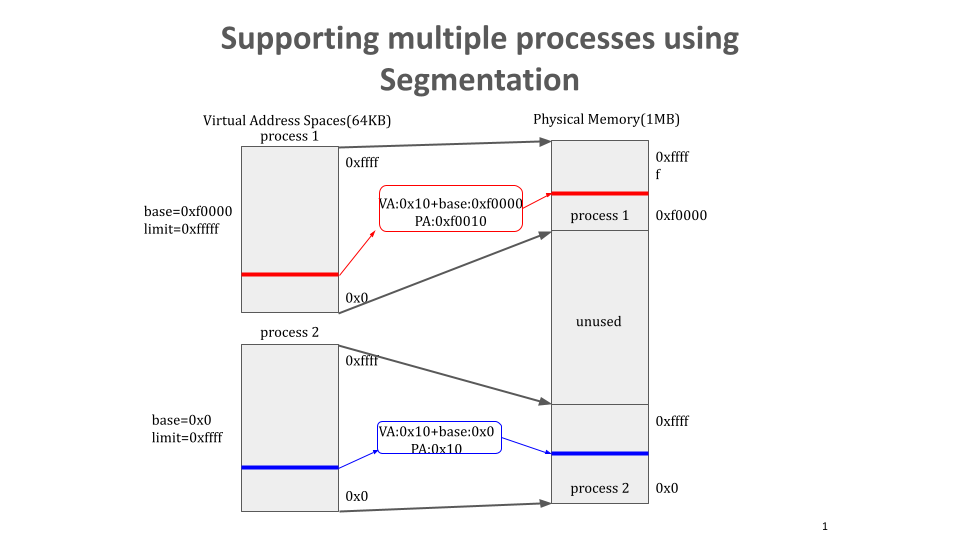 Supporting multiple processes using
Segmentation
Virtual Address Spaces(64KB)
process 1
Physical Memory(1MB)
0xffff
0xffff
f
base=0xf0000
limit=0xfffff
VA:0x10+base:0xf0000
PA:0xf0010
process 1
0xf0000
0x0
unused
process 2
0xffff
base=0x0
limit=0xffff
VA:0x10+base:0x0
PA:0x10
0xffff
0x0
process 2
0x0
1